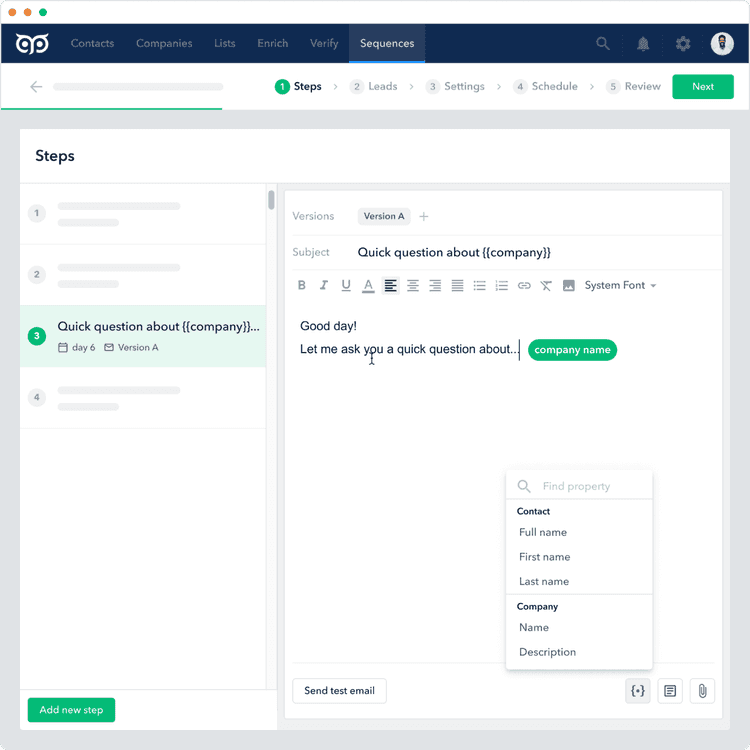 Contacts Companies Lists Enrich Verify Sequences
1 Steps 2 Leads 3 Settings 4 Schedule 5 Review Next
Steps
1
2
3 Quick question about {{company}}...
day 6 Version A
4
Add new step
Versions Version A +
Subject Quick question about {{company}}
B I U A System Font
Good day!
Let me ask you a quick question about... company name
Find property
Contact
Full name
First name
Last name
Company
Name
Description
Send test email {•}